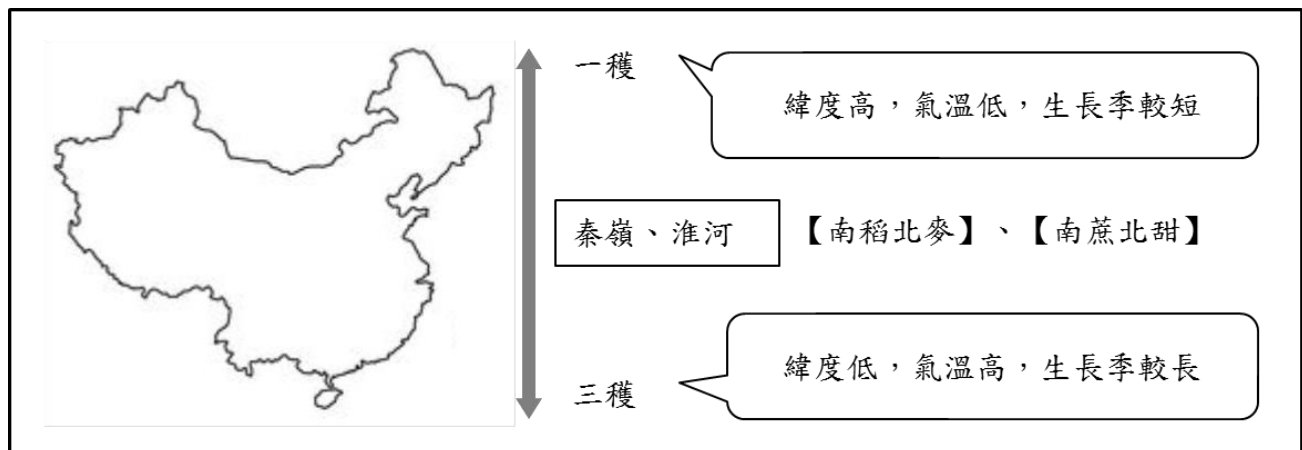 一穫
緯度高，氣溫低，生長季較短
秦嶺、淮河
【南稻北麥】、【南蔗北甜】
緯度低，氣溫高，生長季較長
三穫